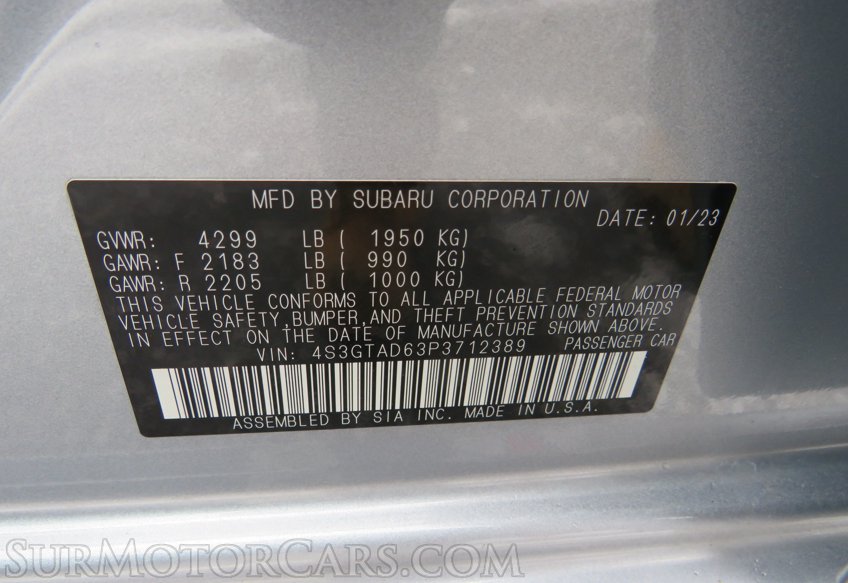 MFD BY SUBARU CORPORATION
DATE: 01/23
GVWR: 4299 LB ( 1950 KG)
GAWR: F 2183 LB ( 990 KG)
GAWR: R 2205 LB ( 1000 KG)
THIS VEHICLE CONFORMS TO ALL APPLICABLE FEDERAL MOTOR
VEHICLE SAFETY,BUMPER,AND THEFT PREVENTION STANDARDS
IN EFFECT ON THE DATE OF MANUFACTURE SHOWN ABOVE.
VIN: 4S3GTAD63P3712389 PASSENGER CAR
ASSEMBLED BY SIA INC. MADE IN U.S.A.
SurMotorCars.com